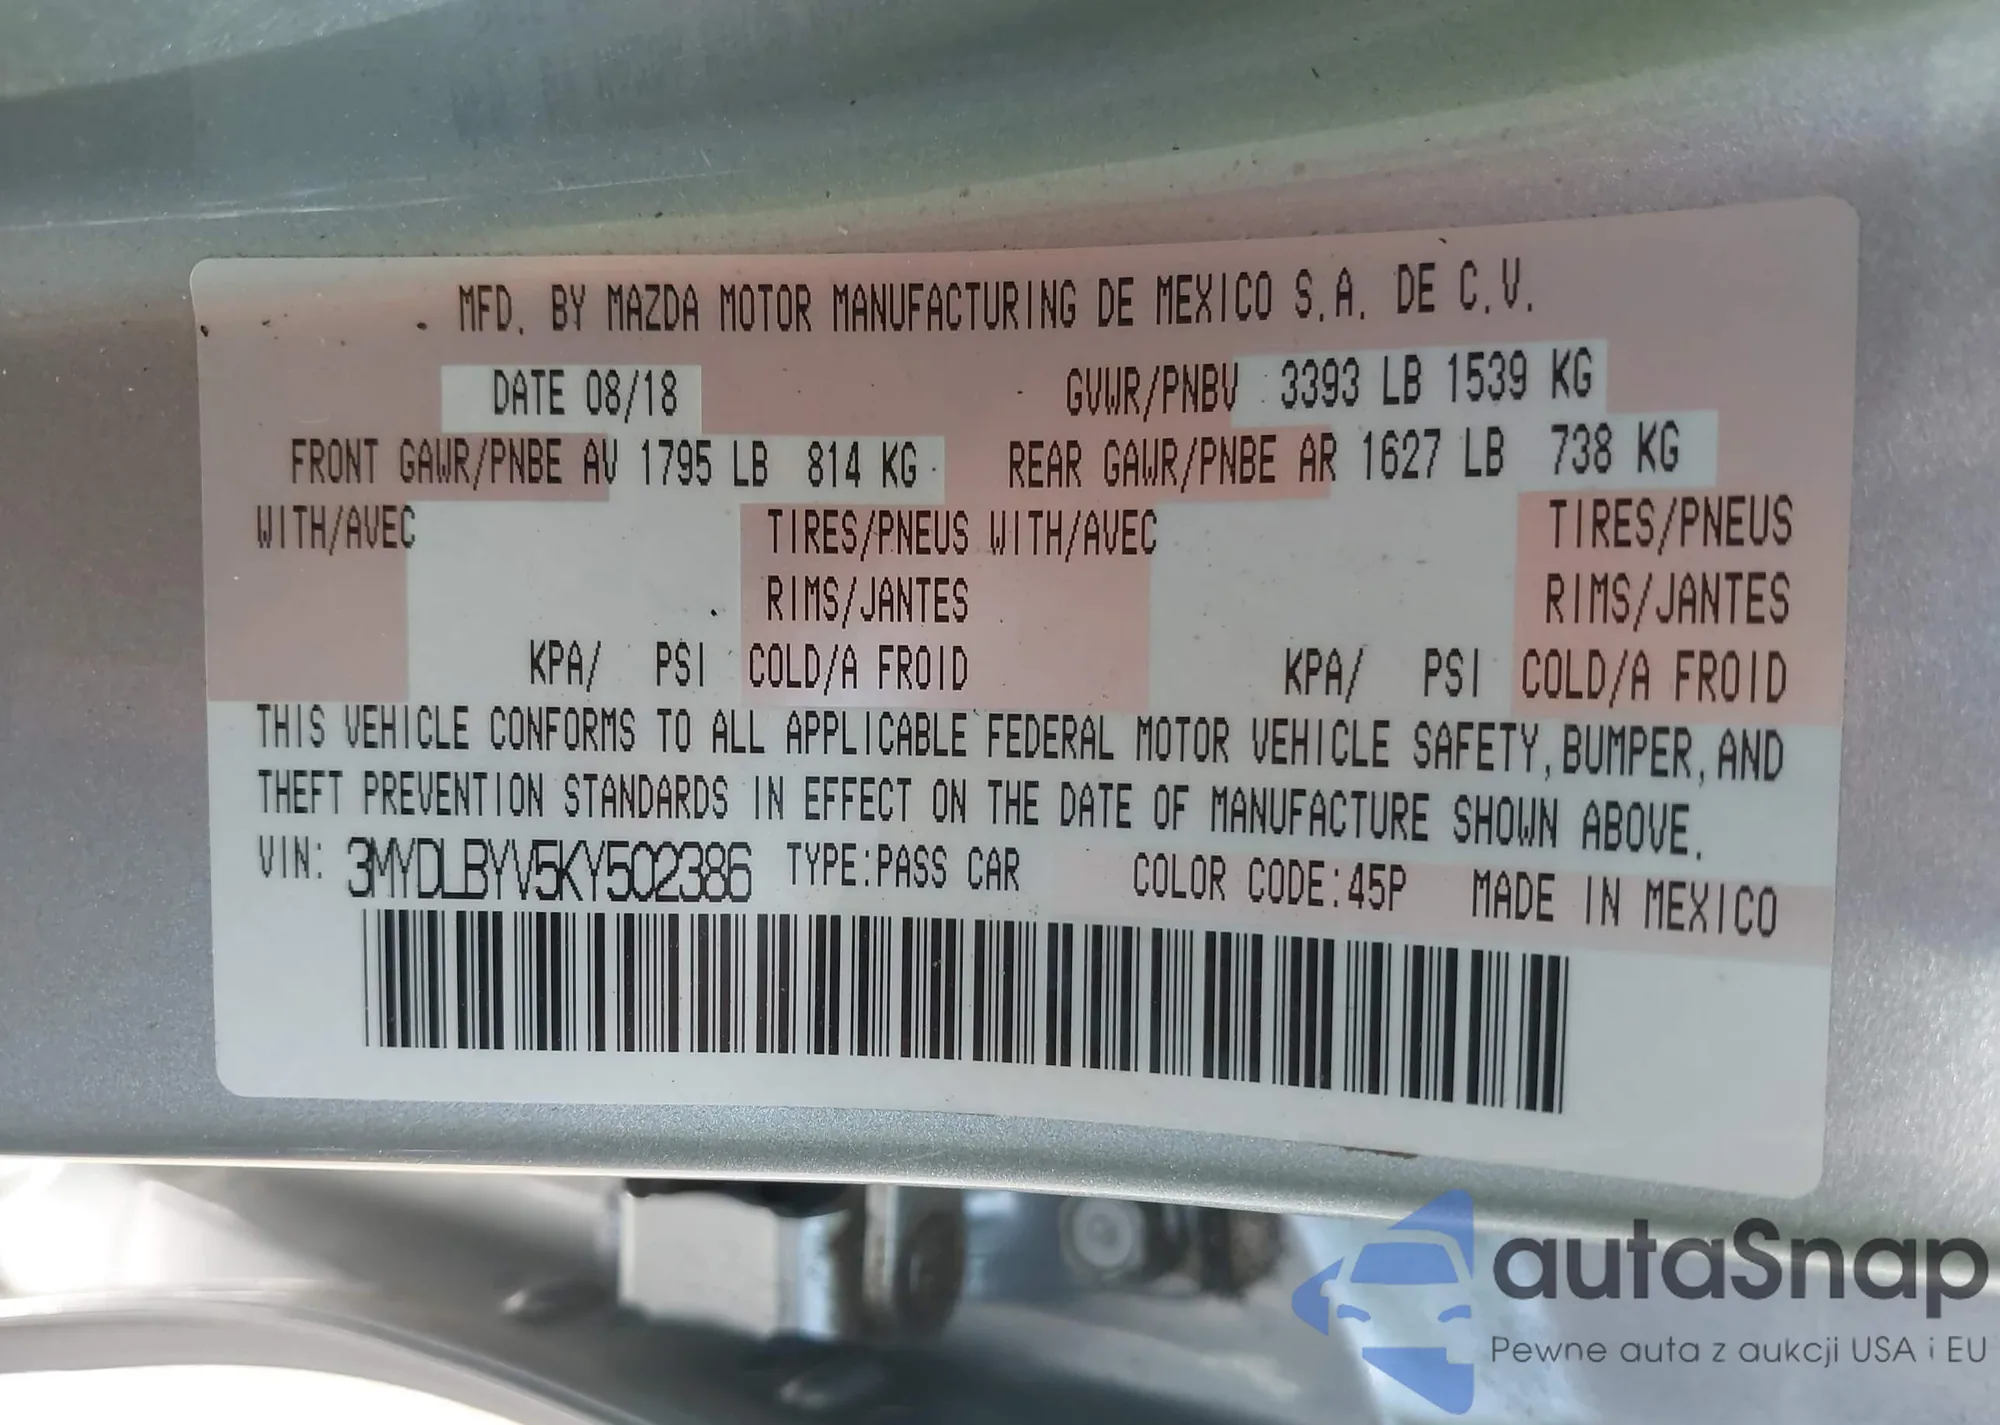 MFD. BY MAZDA MOTOR MANUFACTURING DE MEXICO S.A. DE C.V.
DATE 08/18 GVWR/PNBV 3393 LB 1539 KG
FRONT GAWR/PNBE AV 1795 LB 814 KG REAR GAWR/PNBE AR 1627 LB 738 KG
WITH/AVEC TIRES/PNEUS WITH/AVEC TIRES/PNEUS
RIMS/JANTES RIMS/JANTES
KPA/ PSI COLD/A FROID KPA/ PSI COLD/A FROID
THIS VEHICLE CONFORMS TO ALL APPLICABLE FEDERAL MOTOR VEHICLE SAFETY, BUMPER, AND
THEFT PREVENTION STANDARDS IN EFFECT ON THE DATE OF MANUFACTURE SHOWN ABOVE.
VIN: 3MYDLBYV5KY502386 TYPE:PASS CAR COLOR CODE:45P MADE IN MEXICO
autaSnap
Pewne auta z aukcji USA i EU